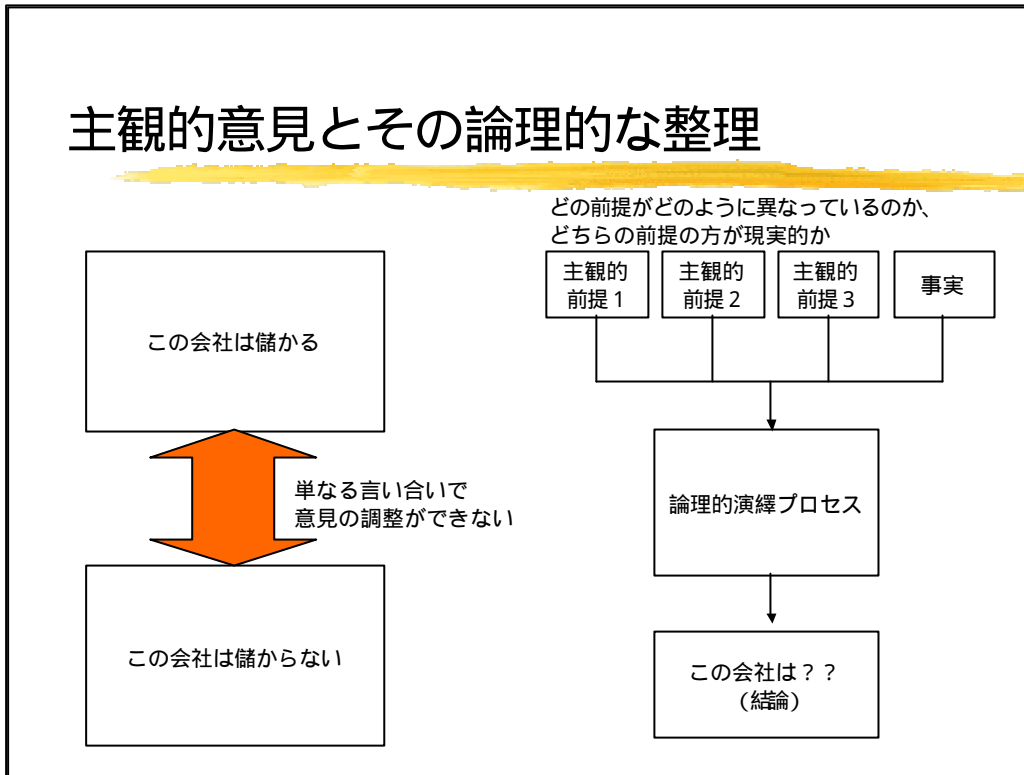 主観的意見とその論理的な整理
この会社は儲かる
単なる言い合いで
意見の調整ができない
この会社は儲からない
どの前提がどのように異なっているのか、
どちらの前提の方が現実的か
主観的
前提1
主観的
前提2
主観的
前提3
事実
論理的演繹プロセス
この会社は？？
（結論）